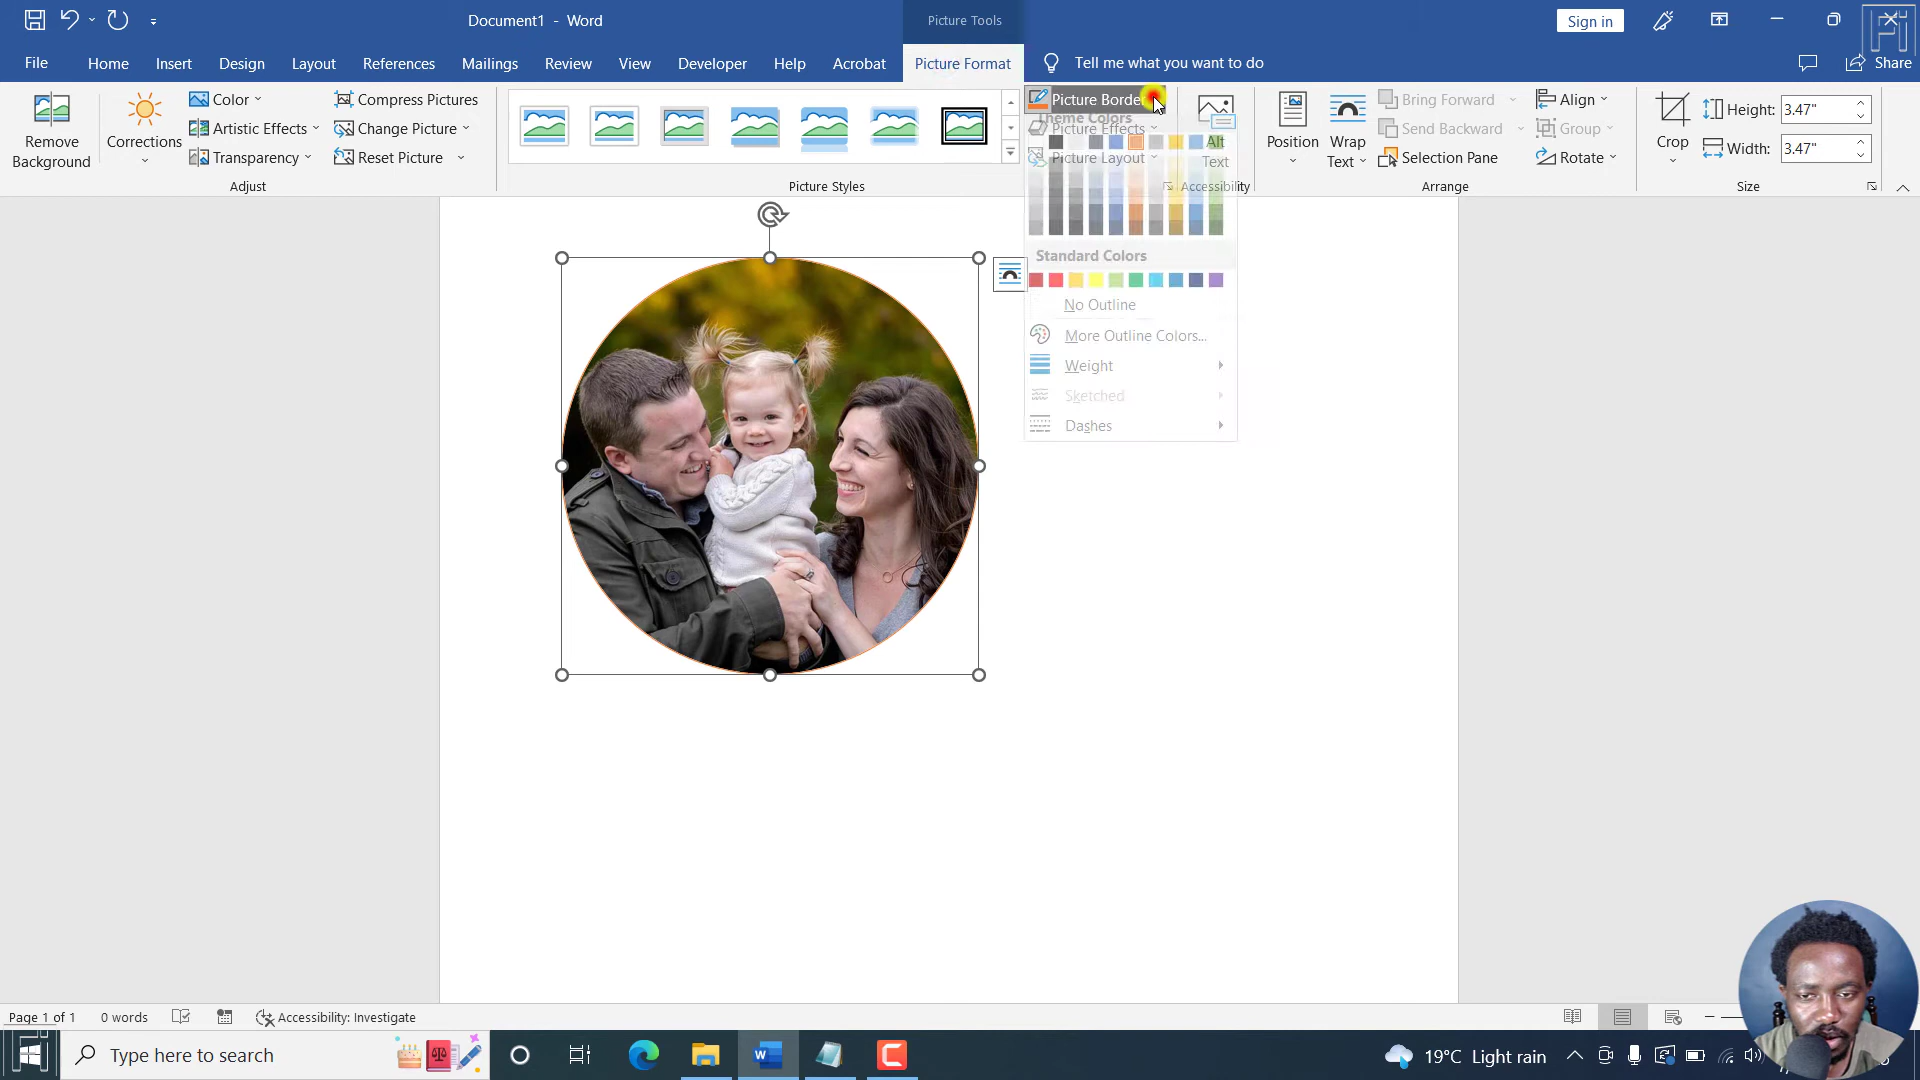 Document1 - Word
Picture Tools
Sign in
File
Home
Insert
Design
Layout
References
Mailings
Review
View
Developer
Help
Acrobat
Picture Format
Tell me what you want to do
Share
Remove
Background
Corrections
Color
Artistic Effects
Transparency
Compress Pictures
Change Picture
Reset Picture
Adjust
Picture Styles
Picture Border
Picture Effects
Picture Layout
Alt
Text
Accessibility
Position
Wrap
Text
Bring Forward
Send Backward
Selection Pane
Align
Group
Rotate
Arrange
Crop
Height: 3.47"
Width: 3.47"
Size
Theme Colors
Standard Colors
No Outline
More Outline Colors...
Weight
Sketched
Dashes
Page 1 of 1
0 words
Accessibility: Investigate
Type here to search
19°C Light rain